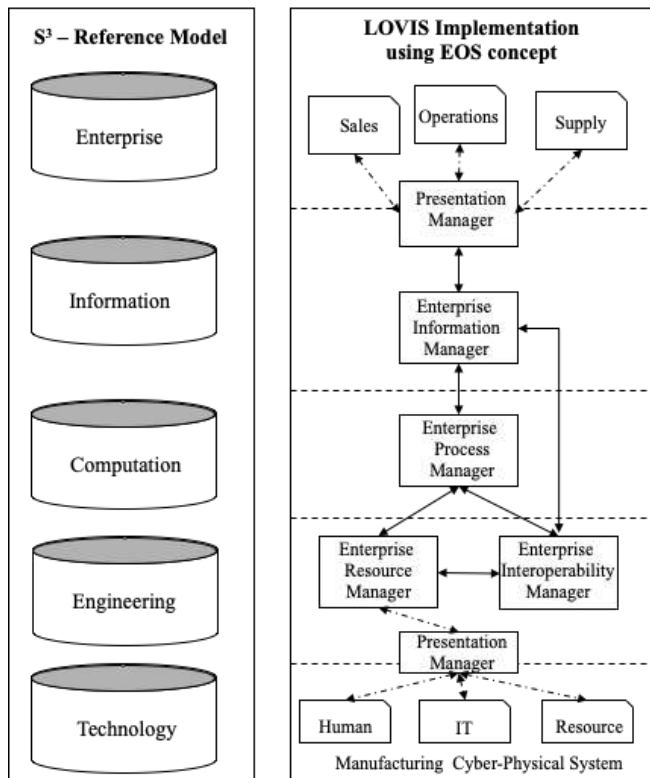 S³ – Reference Model
Enterprise
Information
Computation
Engineering
Technology
LOVIS Implementation
using EOS concept
Sales
Operations
Supply
Presentation
Manager
Enterprise
Information
Manager
Enterprise
Process
Manager
Enterprise
Resource
Manager
Enterprise
Interoperability
Manager
Presentation
Manager
Human
IT
Resource
Manufacturing Cyber-Physical System